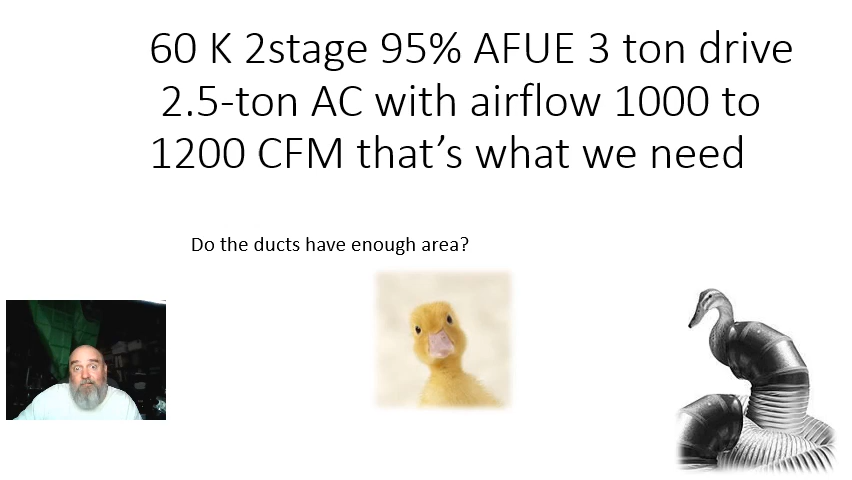 60 K 2stage 95% AFUE 3 ton drive
2.5-ton AC with airflow 1000 to
1200 CFM that’s what we need
Do the ducts have enough area?